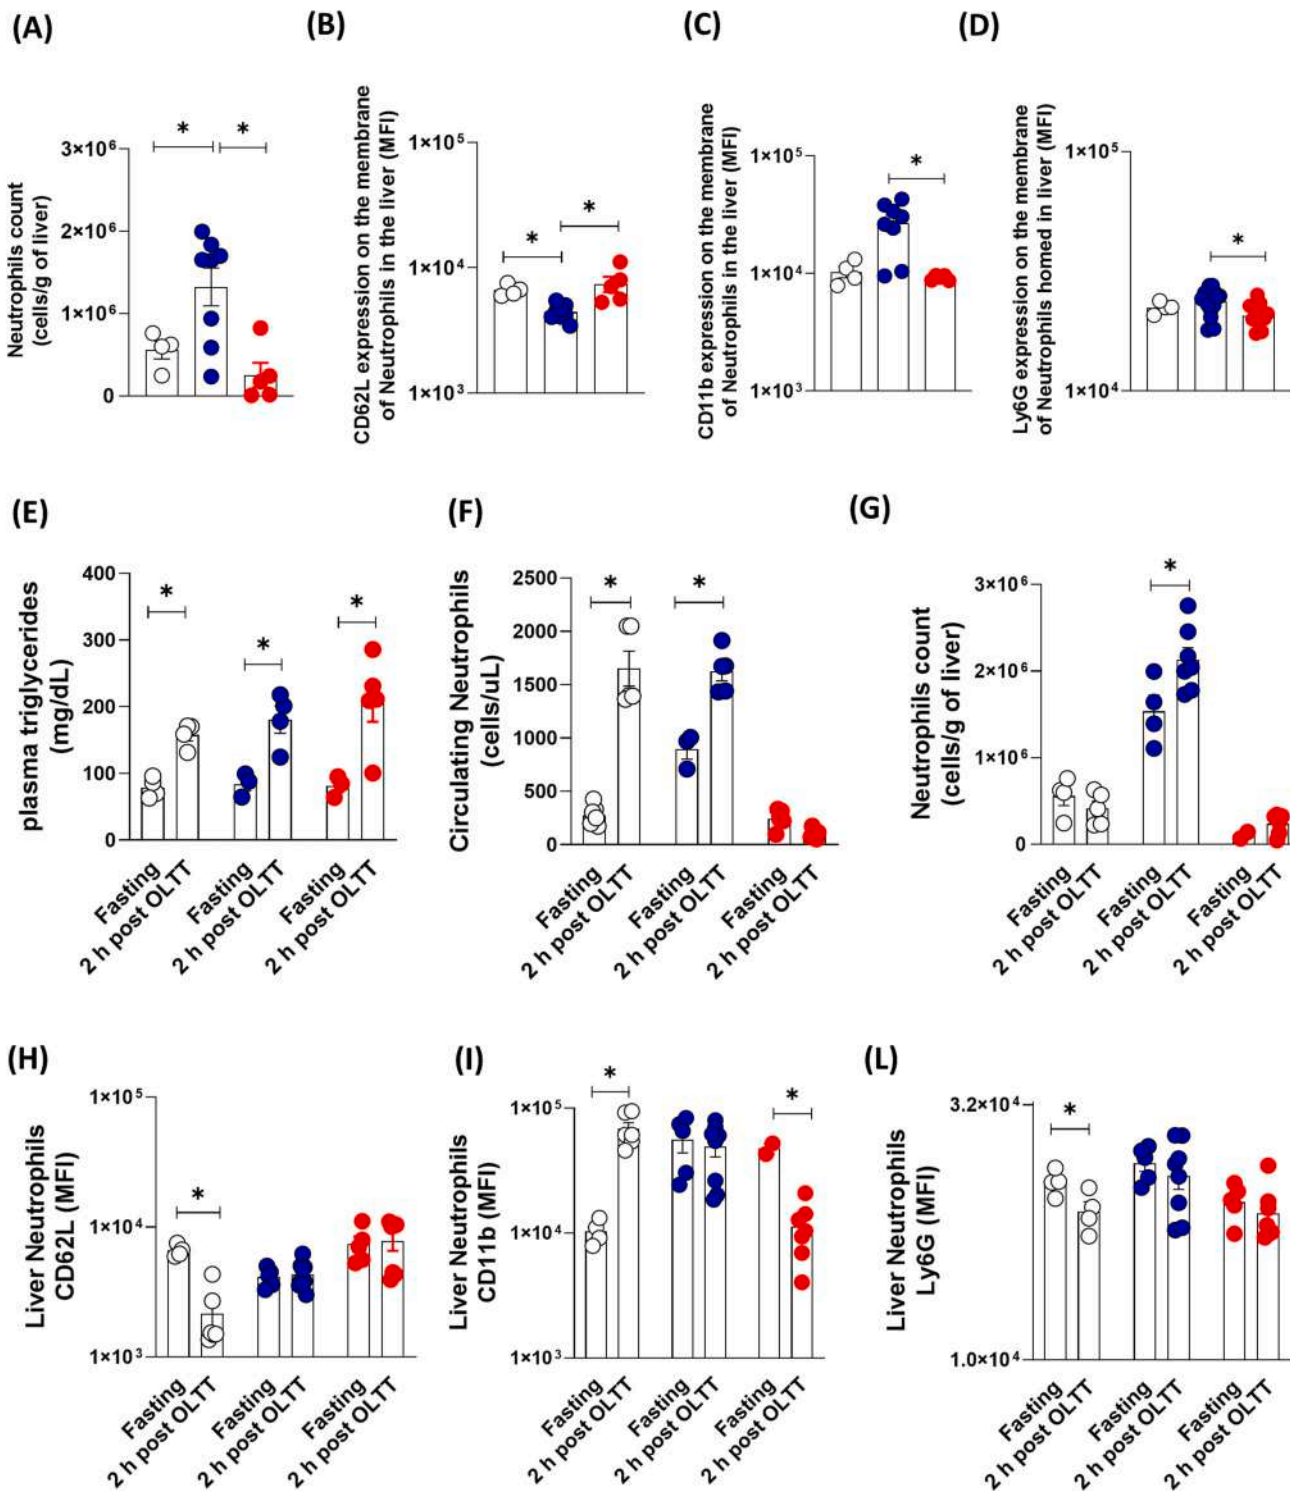 (A)
(B)
(C)
(D)
Neutrophils count
(cells/g of liver)
3×10⁶
2×10⁶
1×10⁶
0
*
*
CD62L expression on the membrane
of Neutrophils in the liver (MFI)
1×10⁵
1×10⁴
1×10³
*
*
CD11b expression on the membrane
of Neutrophils in the liver (MFI)
1×10⁵
1×10⁴
1×10³
*
Ly6G expression on the membrane
of Neutrophils homed in liver (MFI)
1×10⁵
1×10⁴
*
(E)
(F)
(G)
plasma triglycerides
(mg/dL)
400
300
200
100
0
*
*
*
Fasting
2 h post OLTT
Fasting
2 h post OLTT
Fasting
2 h post OLTT
Circulating Neutrophils
(cells/uL)
2500
2000
1500
1000
500
0
*
*
Fasting
2 h post OLTT
Fasting
2 h post OLTT
Fasting
2 h post OLTT
Neutrophils count
(cells/g of liver)
3×10⁶
2×10⁶
1×10⁶
0
*
Fasting
2 h post OLTT
Fasting
2 h post OLTT
Fasting
2 h post OLTT
(H)
(I)
(L)
Liver Neutrophils
CD62L (MFI)
1×10⁵
1×10⁴
1×10³
*
Fasting
2 h post OLTT
Fasting
2 h post OLTT
Fasting
2 h post OLTT
Liver Neutrophils
CD11b (MFI)
1×10⁵
1×10⁴
1×10³
*
*
Fasting
2 h post OLTT
Fasting
2 h post OLTT
Fasting
2 h post OLTT
Liver Neutrophils
Ly6G (MFI)
3.2×10⁴
1.0×10⁴
*
Fasting
2 h post OLTT
Fasting
2 h post OLTT
Fasting
2 h post OLTT